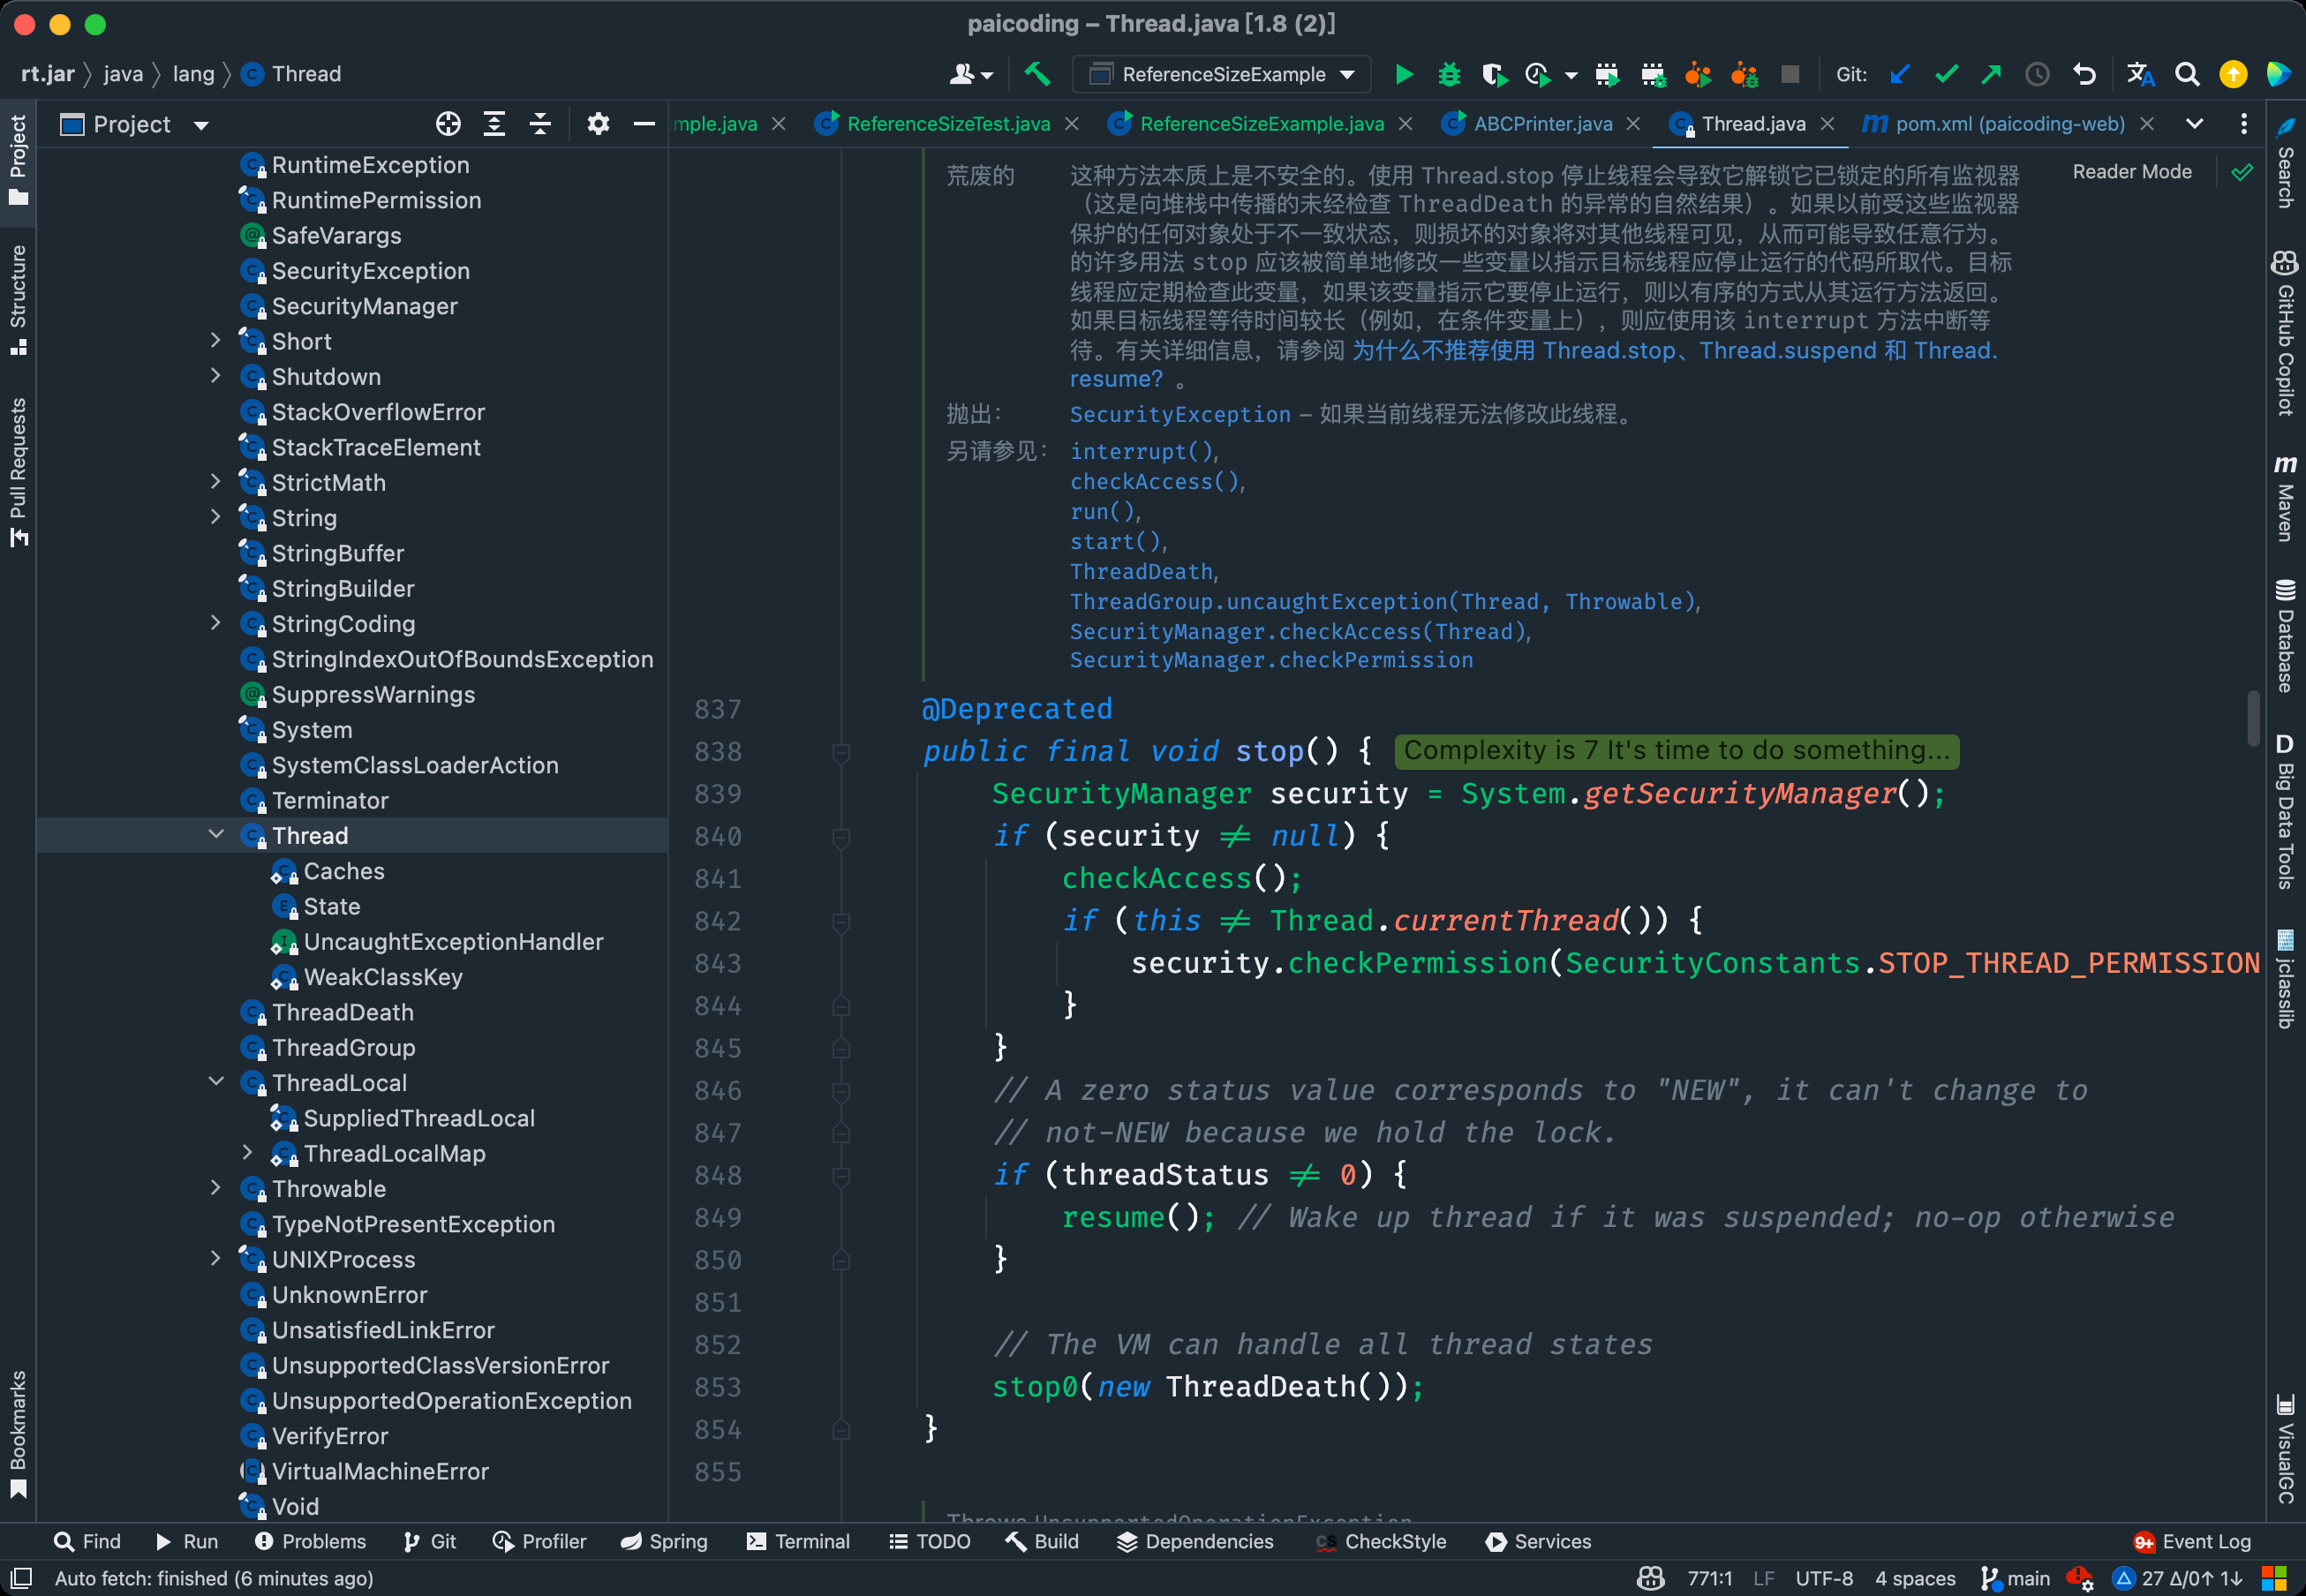 paicoding – Thread.java [1.8 (2)]
rt.jar 〉 java 〉 lang 〉 Thread
ReferenceSizeExample
Git:
Project
mple.java
ReferenceSizeTest.java
ReferenceSizeExample.java
ABCPrinter.java
Thread.java
pom.xml (paicoding-web)
Project
Structure
Pull Requests
Bookmarks
RuntimeException
RuntimePermission
SafeVarargs
SecurityException
SecurityManager
Short
Shutdown
StackOverflowError
StackTraceElement
StrictMath
String
StringBuffer
StringBuilder
StringCoding
StringIndexOutOfBoundsException
SuppressWarnings
System
SystemClassLoaderAction
Terminator
Thread
Caches
State
UncaughtExceptionHandler
WeakClassKey
ThreadDeath
ThreadGroup
ThreadLocal
SuppliedThreadLocal
ThreadLocalMap
Throwable
TypeNotPresentException
UNIXProcess
UnknownError
UnsatisfiedLinkError
UnsupportedClassVersionError
UnsupportedOperationException
VerifyError
VirtualMachineError
Void
Reader Mode
荒废的 这种方法本质上是不安全的。使用 Thread.stop 停止线程会导致它解锁它已锁定的所有监视器
（这是向堆栈中传播的未经检查 ThreadDeath 的异常的自然结果）。如果以前受这些监视器
保护的任何对象处于不一致状态，则损坏的对象将对其他线程可见，从而可能导致任意行为。
的许多用法 stop 应该被简单地修改一些变量以指示目标线程应停止运行的代码所取代。目标
线程应定期检查此变量，如果该变量指示它要停止运行，则以有序的方式从其运行方法返回。
如果目标线程等待时间较长（例如，在条件变量上），则应使用该 interrupt 方法中断等
待。有关详细信息，请参阅 为什么不推荐使用 Thread.stop、Thread.suspend 和 Thread.
resume? 。
抛出： SecurityException – 如果当前线程无法修改此线程。
另请参见： interrupt(),
checkAccess(),
run(),
start(),
ThreadDeath,
ThreadGroup.uncaughtException(Thread, Throwable),
SecurityManager.checkAccess(Thread),
SecurityManager.checkPermission
837 @Deprecated
838 public final void stop() { Complexity is 7 It's time to do something...
839 SecurityManager security = System.getSecurityManager();
840 if (security ≠ null) {
841 checkAccess();
842 if (this ≠ Thread.currentThread()) {
843 security.checkPermission(SecurityConstants.STOP_THREAD_PERMISSION
844 }
845 }
846 // A zero status value corresponds to "NEW", it can't change to
847 // not-NEW because we hold the lock.
848 if (threadStatus ≠ 0) {
849 resume(); // Wake up thread if it was suspended; no-op otherwise
850 }
851
852 // The VM can handle all thread states
853 stop0(new ThreadDeath());
854 }
855
Throws UnsupportedOperationException
Search
GitHub Copilot
Maven
Database
D Big Data Tools
jclasslib
VisualGC
Find
Run
Problems
Git
Profiler
Spring
Terminal
TODO
Build
Dependencies
CheckStyle
Services
9+ Event Log
Auto fetch: finished (6 minutes ago)
771:1
LF
UTF-8
4 spaces
main
27 ∆/0↑ 1↓